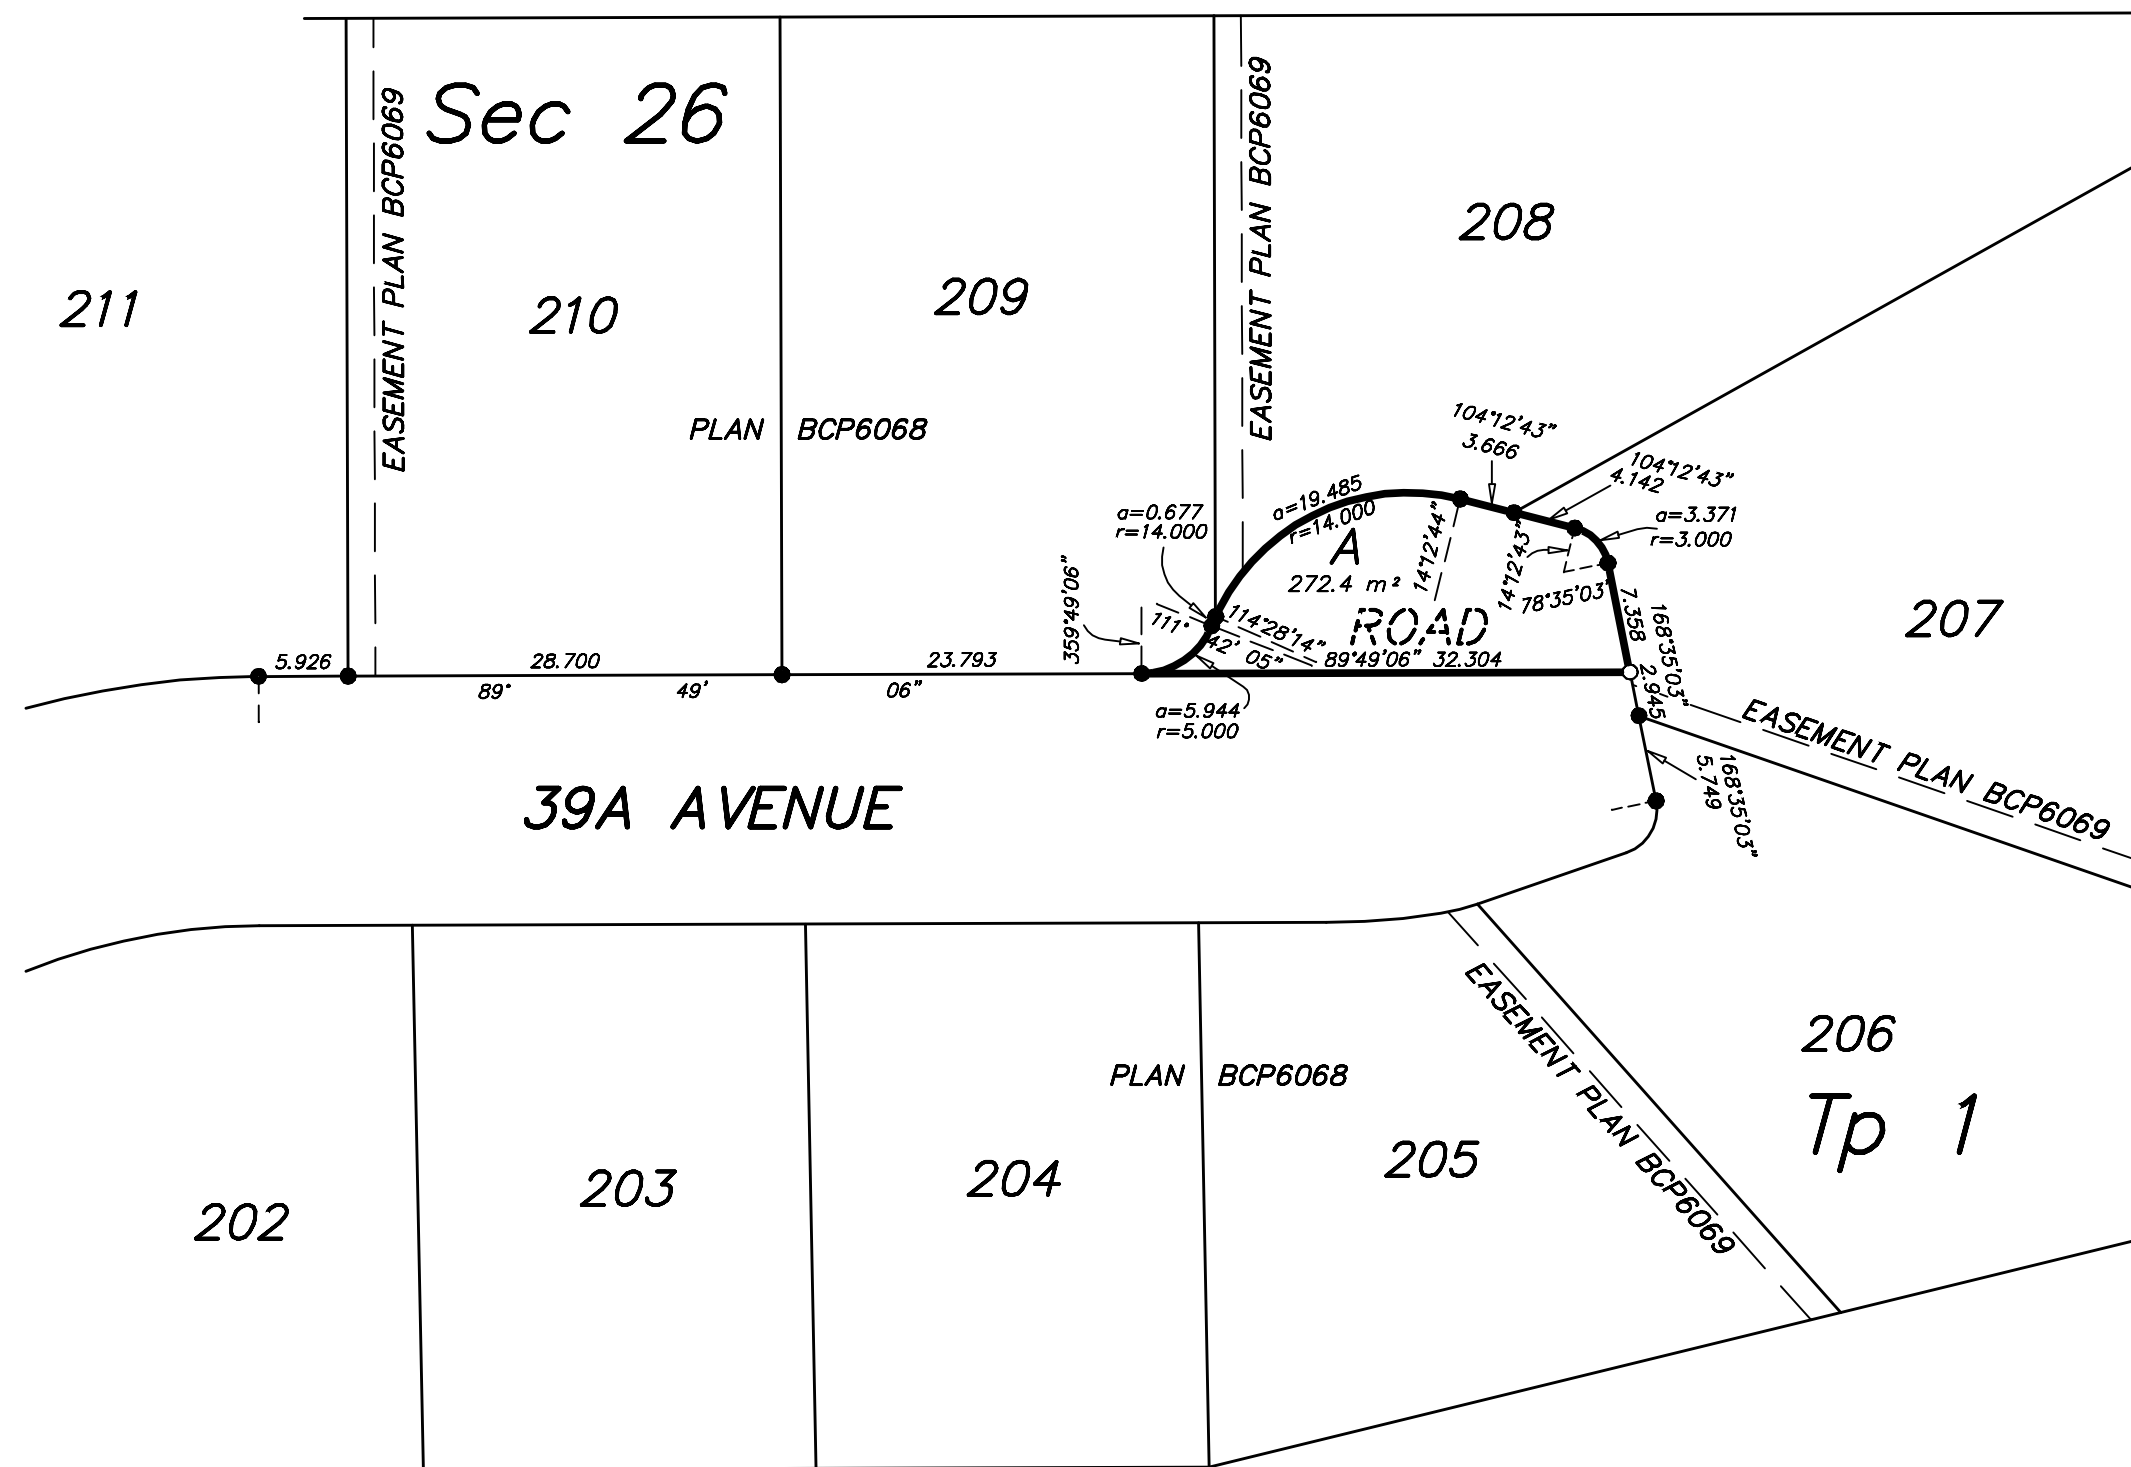 Sec 26
EASEMENT PLAN BCP6069
EASEMENT PLAN BCP6069
208
209
211
210
PLAN BCP6068
104°12'43"
3.666
104°12'43"
4.142
a=19.485
r=14.000
a=0.677
r=14.000
a=3.371
r=3.000
A
272.4 m²
14°12'44"
14°12'43"
78°35'03"
359°49'06"
111°
42'
05"
114°28'14"
ROAD
7.358
168°35'03"
2.945
207
5.926
28.700
23.793
89°49'06" 32.304
89°
49'
06"
a=5.944
r=5.000
EASEMENT PLAN BCP6069
168°35'03"
5.749
39A AVENUE
EASEMENT PLAN BCP6069
206
PLAN BCP6068
Tp 1
205
204
203
202